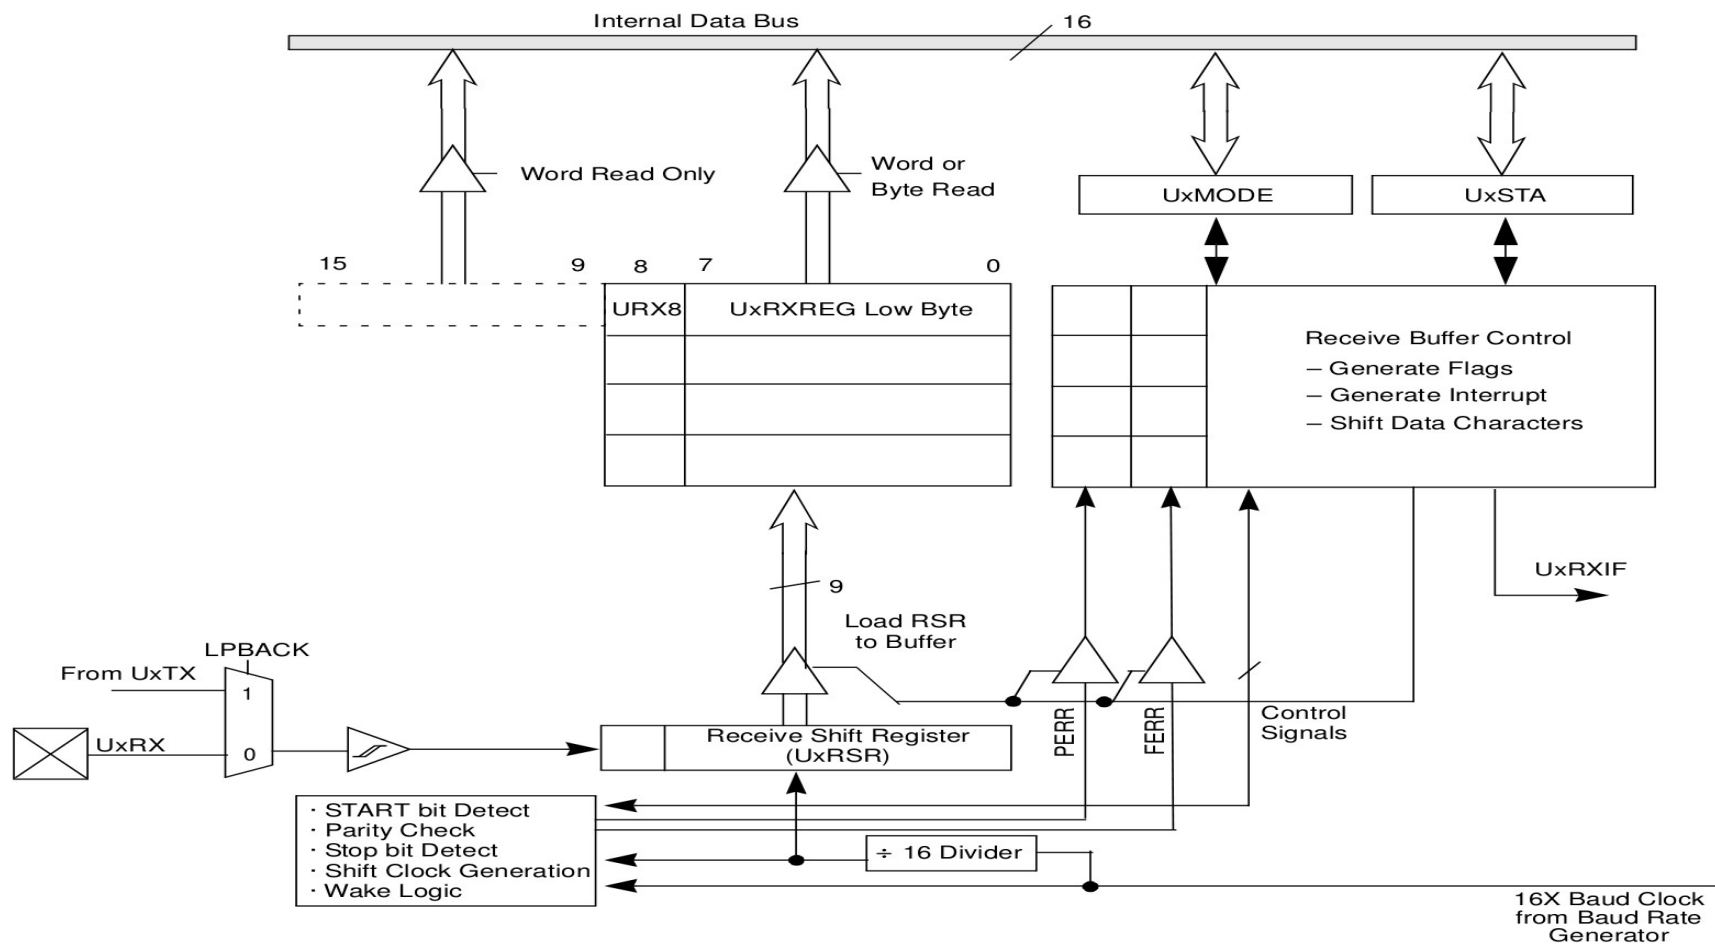 Internal Data Bus
16
Word Read Only
Word or
Byte Read
UxMODE
UxSTA
15
9
8
7
0
URX8
UxRXREG Low Byte
Receive Buffer Control
– Generate Flags
– Generate Interrupt
– Shift Data Characters
9
UxRXIF
Load RSR
to Buffer
LPBACK
From UxTX
1
UxRX
0
Receive Shift Register
(UxRSR)
PERR
FERR
Control
Signals
· START bit Detect
· Parity Check
· Stop bit Detect
· Shift Clock Generation
· Wake Logic
÷ 16 Divider
16X Baud Clock
from Baud Rate
Generator